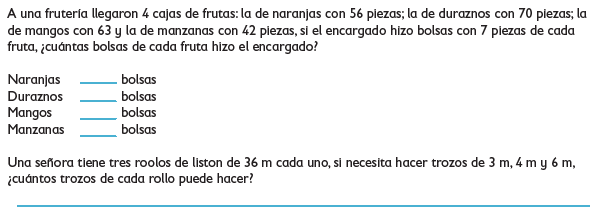 A una frutería llegaron 4 cajas de frutas: la de naranjas con 56 piezas; la de duraznos con 70 piezas; la
de mangos con 63 y la de manzanas con 42 piezas, si el encargado hizo bolsas con 7 piezas de cada
fruta, ¿cuántas bolsas de cada fruta hizo el encargado?
Naranjas bolsas
Duraznos bolsas
Mangos bolsas
Manzanas bolsas
Una señora tiene tres roolos de liston de 36 m cada uno, si necesita hacer trozos de 3 m, 4 m y 6 m,
¿cuántos trozos de cada rollo puede hacer?